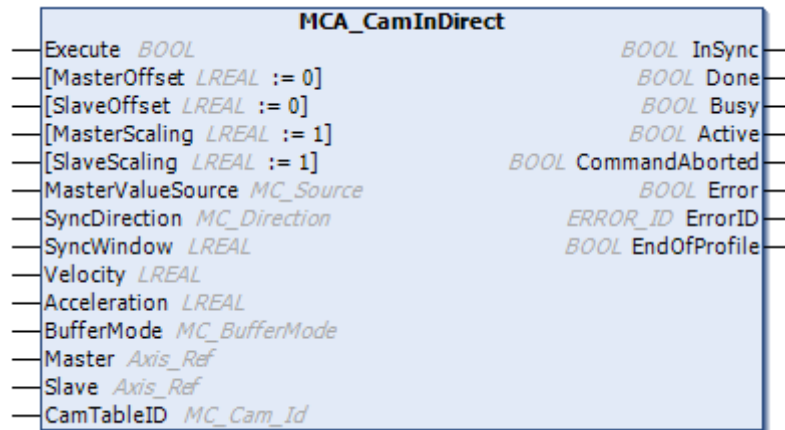 MCA_CamInDirect
Execute BOOL BOOL InSync
[MasterOffset LREAL := 0] BOOL Done
[SlaveOffset LREAL := 0] BOOL Busy
[MasterScaling LREAL := 1] BOOL Active
[SlaveScaling LREAL := 1] BOOL CommandAborted
MasterValueSource MC_Source BOOL Error
SyncDirection MC_Direction ERROR_ID ErrorID
SyncWindow LREAL BOOL EndOfProfile
Velocity LREAL
Acceleration LREAL
BufferMode MC_BufferMode
Master Axis_Ref
Slave Axis_Ref
CamTableID MC_Cam_Id